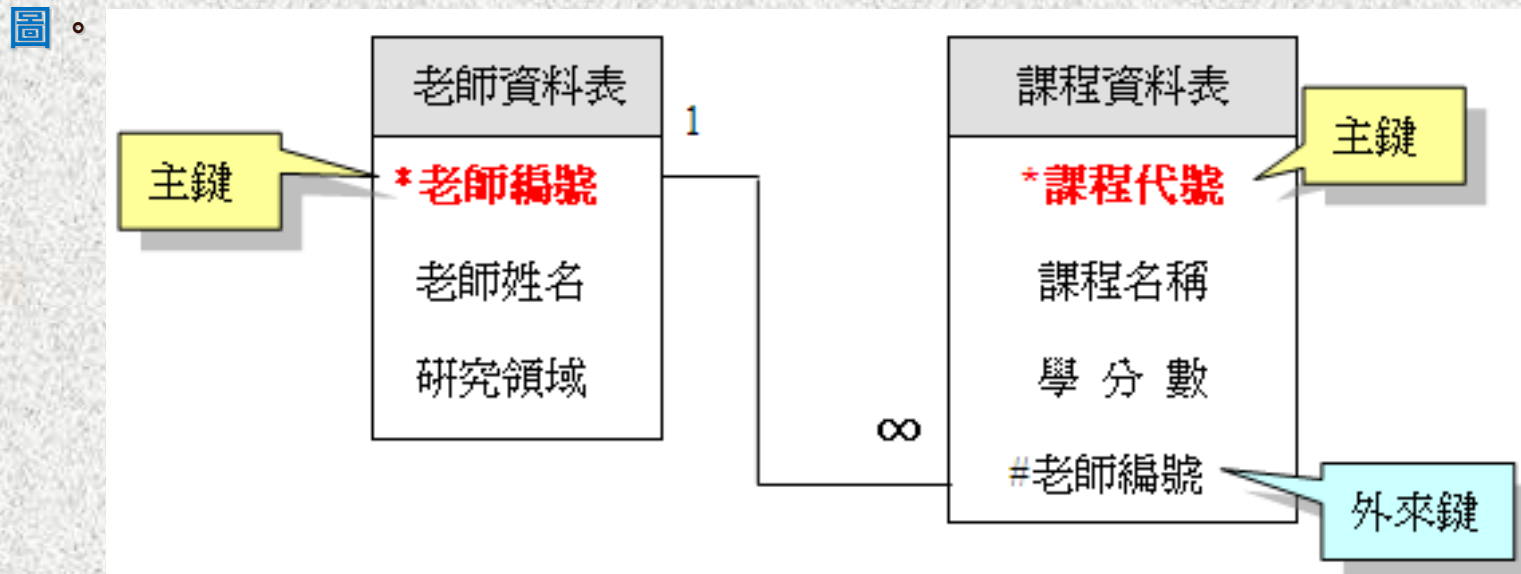 圖。
老師資料表
1
主鍵
*老師編號
老師姓名
研究領域
∞
課程資料表
主鍵
*課程代號
課程名稱
學 分 數
#老師編號
外來鍵